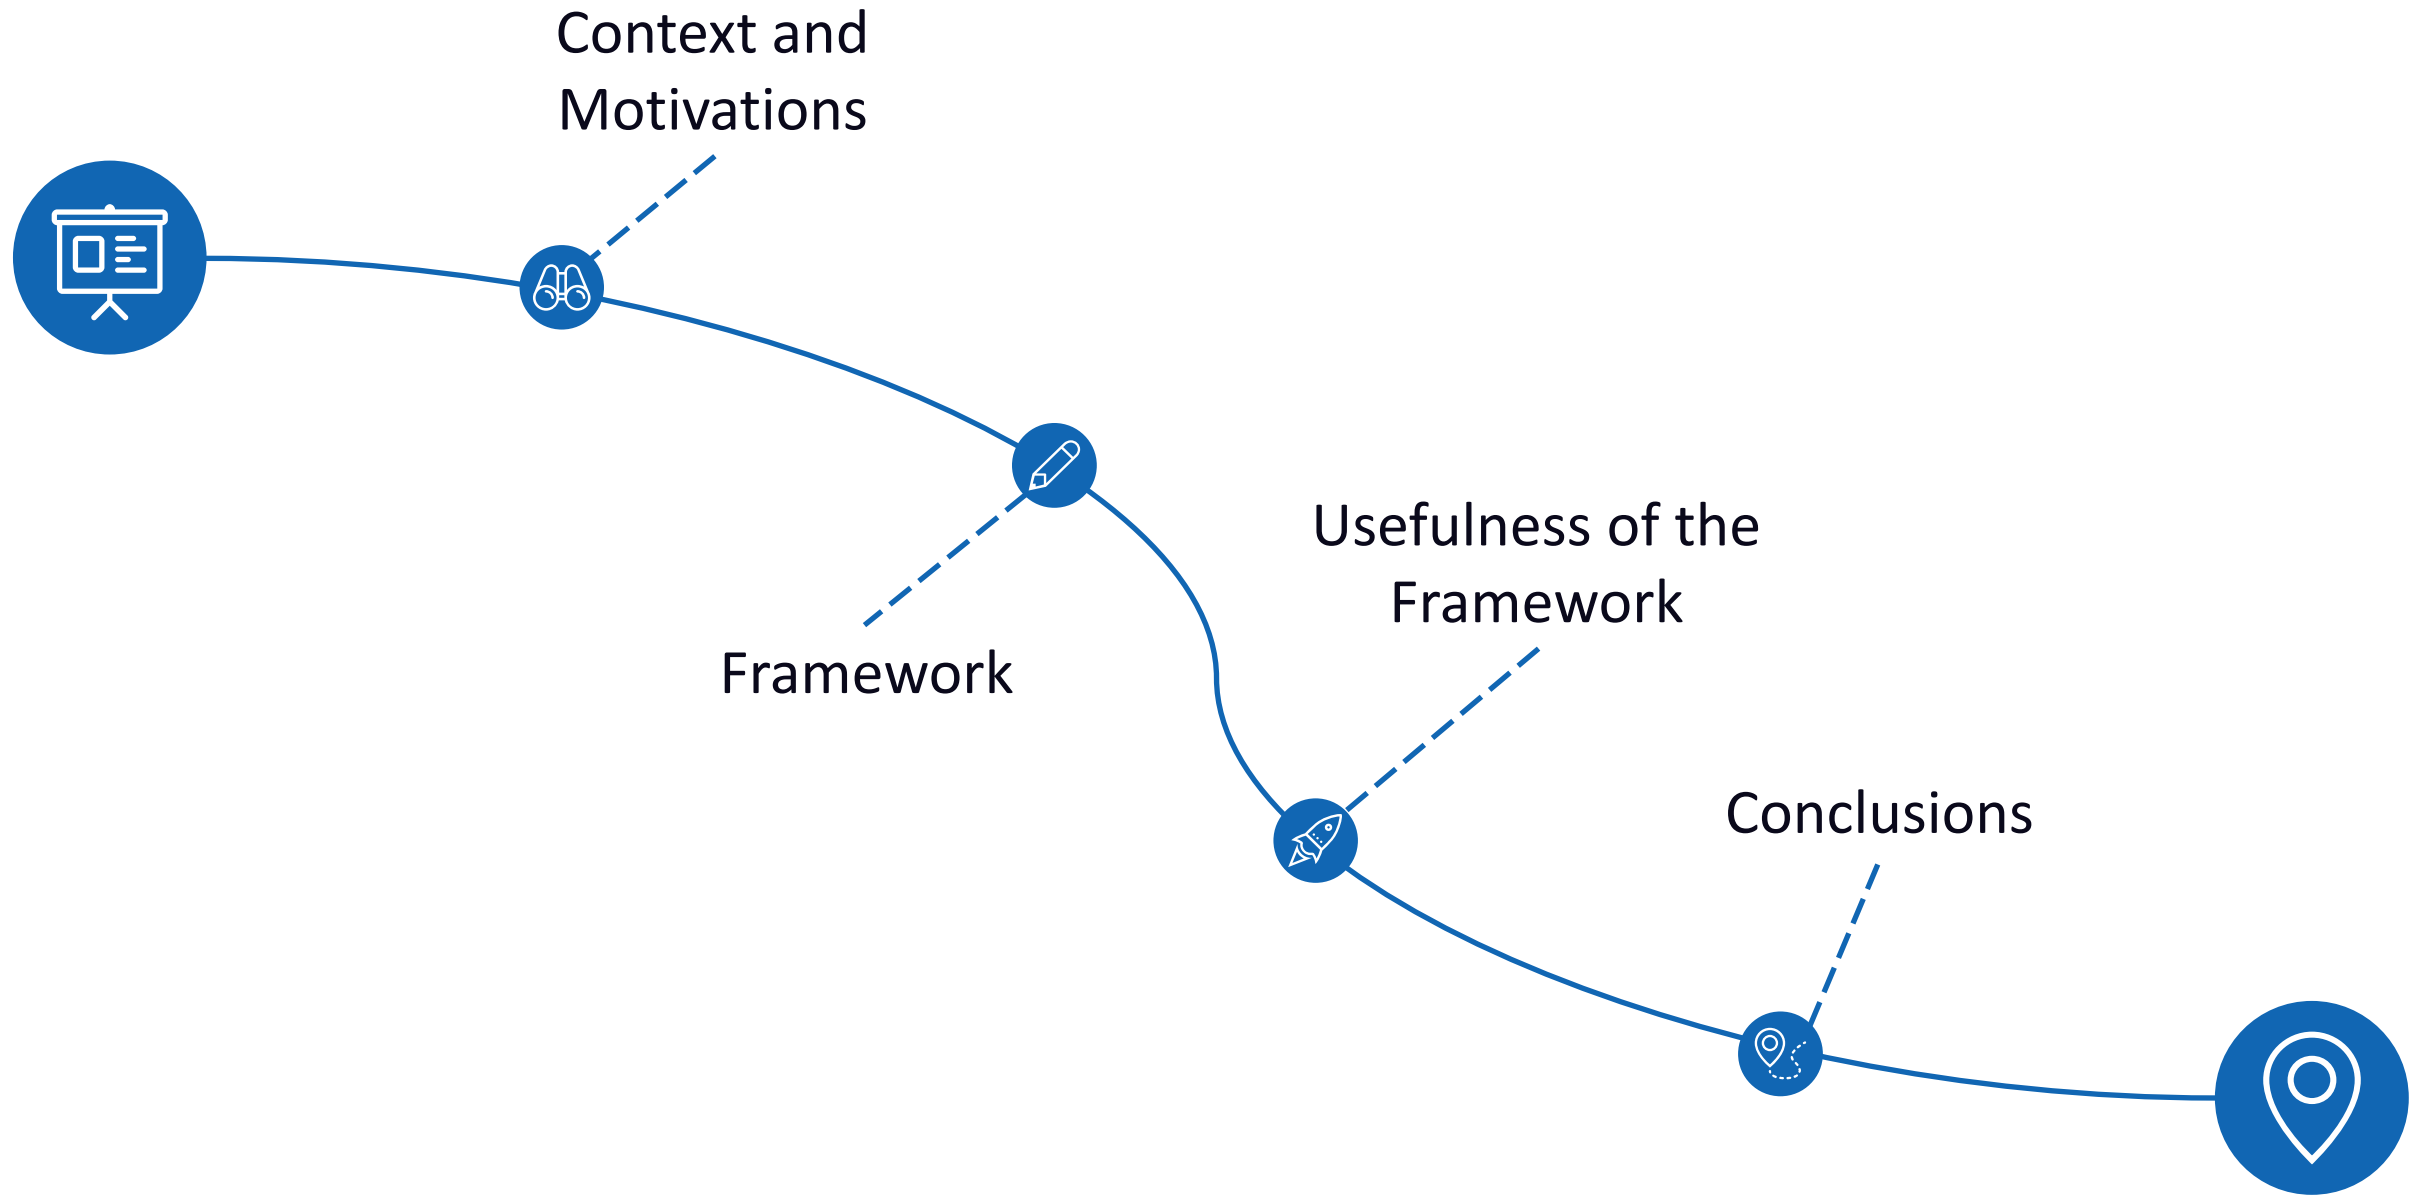 Context and
Motivations
Framework
Usefulness of the
Framework
Conclusions